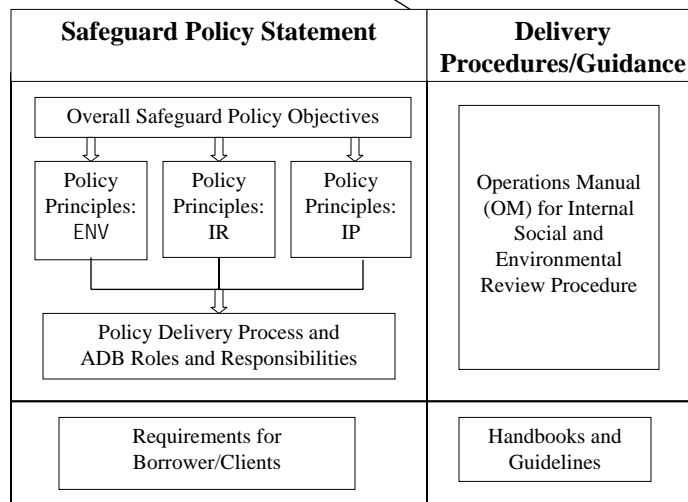 Safeguard Policy Statement
Delivery
Procedures/Guidance
Overall Safeguard Policy Objectives
Policy
Principles:
ENV
Policy
Principles:
IR
Policy
Principles:
IP
Policy Delivery Process and
ADB Roles and Responsibilities
Operations Manual
(OM) for Internal
Social and
Environmental
Review Procedure
Requirements for
Borrower/Clients
Handbooks and
Guidelines